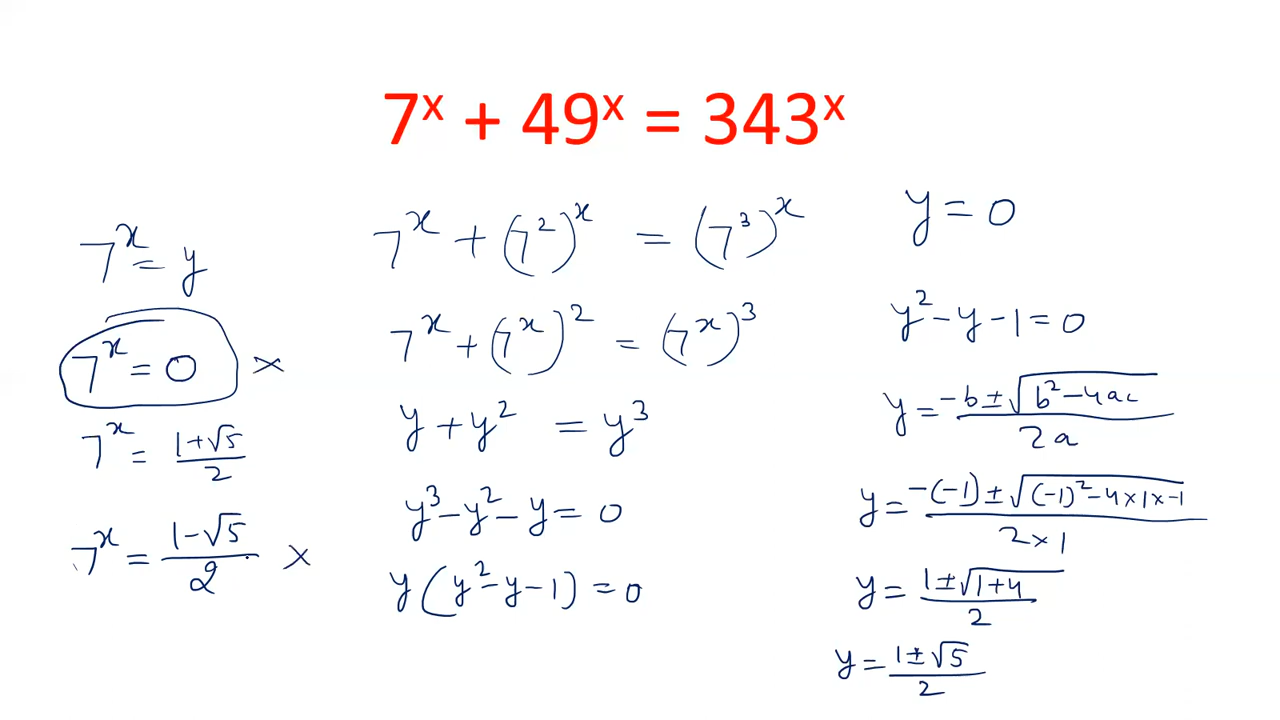 7ˣ + 49ˣ = 343ˣ
7ˣ = y
7ˣ = 0 ×
7ˣ = (1+√5)/2
7ˣ = (1-√5)/2 ×
7ˣ + (7²)ˣ = (7³)ˣ
7ˣ + (7ˣ)² = (7ˣ)³
y + y² = y³
y³ - y² - y = 0
y(y² - y - 1) = 0
y = 0
y² - y - 1 = 0
y = (-b ± √(b² - 4ac))/2a
y = (-(-1) ± √((-1)² - 4×1×-1))/(2×1)
y = (1 ± √(1+4))/2
y = (1 ± √5)/2